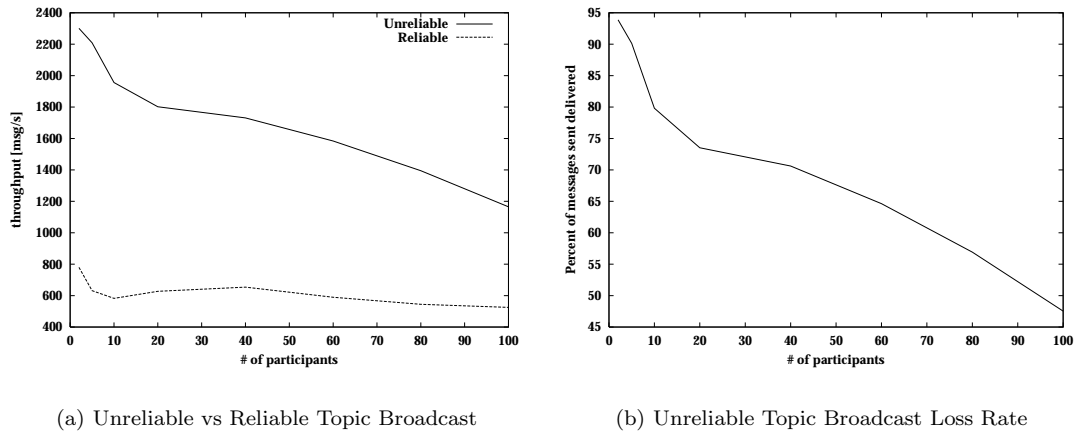 Unreliable
Reliable
2400
2200
2000
1800
1600
1400
1200
1000
800
600
400
throughput [msg/s]
0 10 20 30 40 50 60 70 80 90 100
# of participants
(a) Unreliable vs Reliable Topic Broadcast
95
90
85
80
75
70
65
60
55
50
45
Percent of messages sent delivered
0 10 20 30 40 50 60 70 80 90 100
# of participants
(b) Unreliable Topic Broadcast Loss Rate